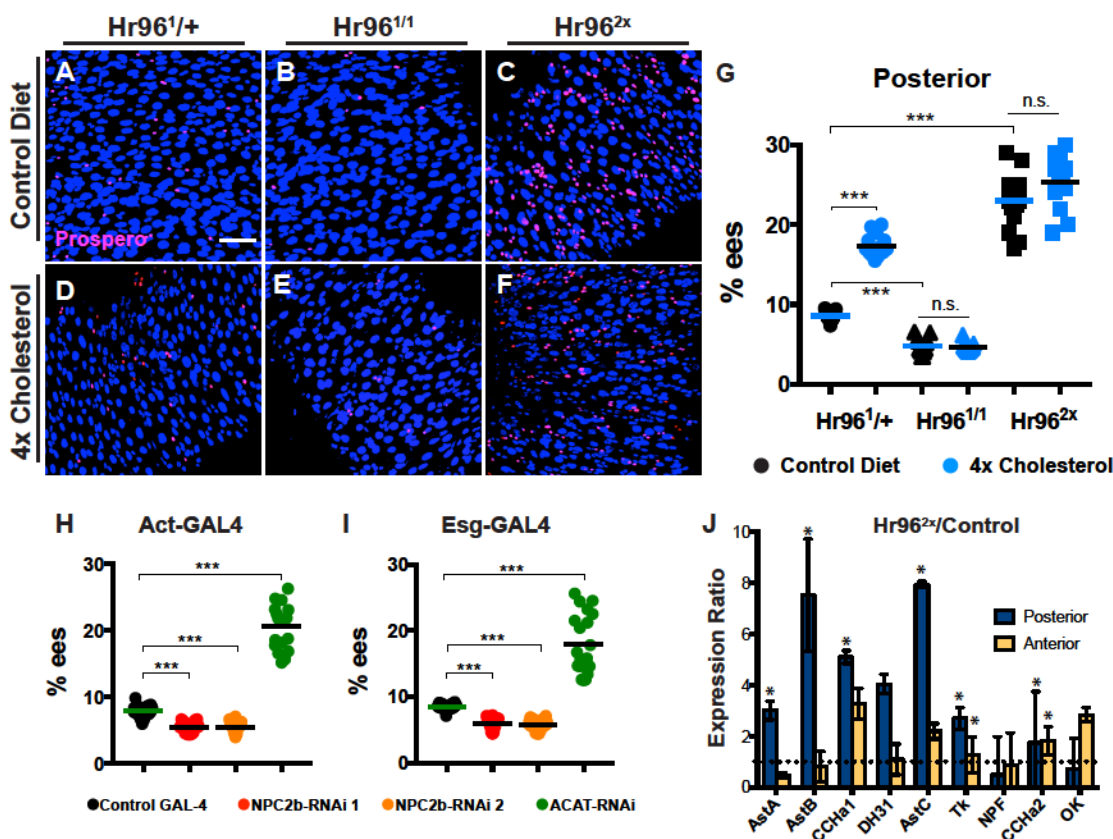 Hr96¹/+ Hr96¹/¹ Hr96²ˣ
Control Diet
4x Cholesterol
A B C
Prospero
D E F
G
Posterior
n.s.
***
***
***
n.s.
% ees
30
20
10
0
Hr96¹/+ Hr96¹/¹ Hr96²ˣ
Control Diet 4x Cholesterol
H Act-GAL4
% ees
30
20
10
0
***
***
***
I Esg-GAL4
% ees
30
20
10
0
***
***
***
Control GAL-4 NPC2b-RNAi 1 NPC2b-RNAi 2 ACAT-RNAi
J Hr96²ˣ/Control
Expression Ratio
10
8
6
4
2
0
* * * * * * *
Posterior
Anterior
AstA AstB CCHa1 DH31 AstC Tk NPF CCHa2 OK